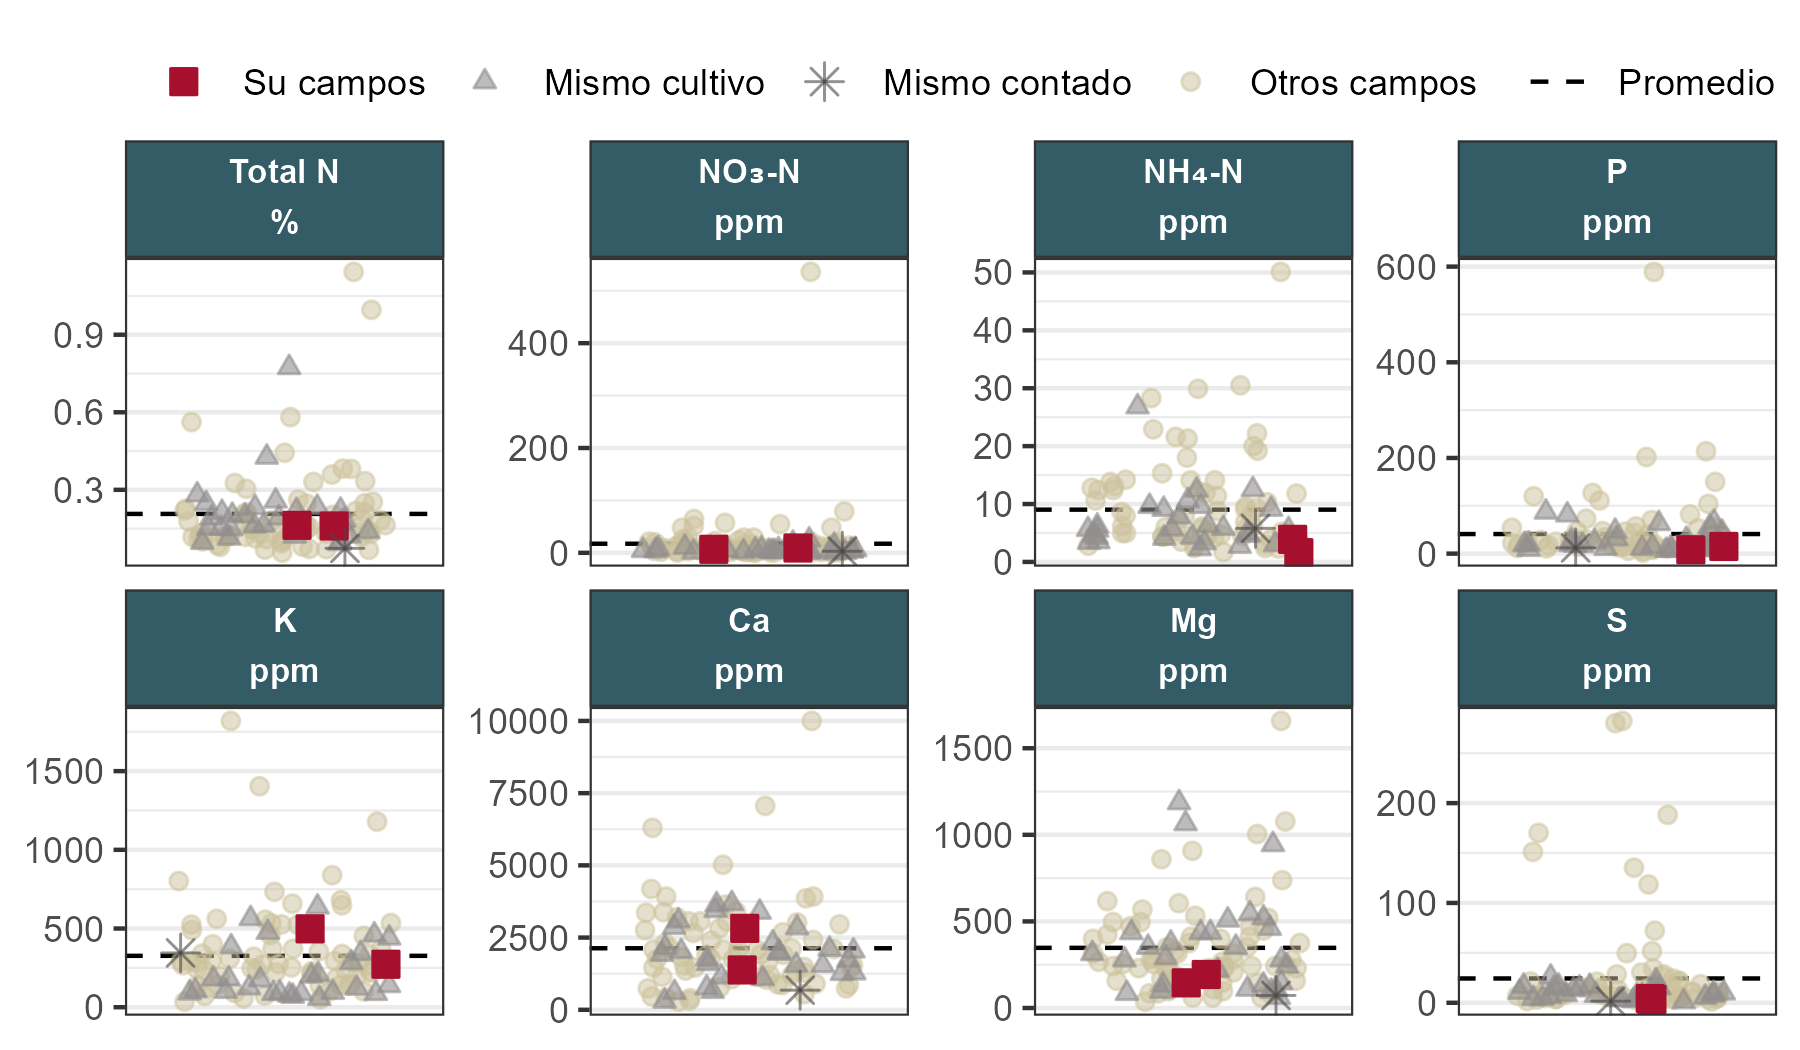 Su campos Mismo cultivo Mismo contado Otros campos Promedio
Total N
%
NO₃-N
ppm
NH₄-N
ppm
P
ppm
0.9
0.6
0.3
400
200
0
50
40
30
20
10
0
600
400
200
0
K
ppm
Ca
ppm
Mg
ppm
S
ppm
1500
1000
500
0
10000
7500
5000
2500
0
1500
1000
500
0
200
100
0